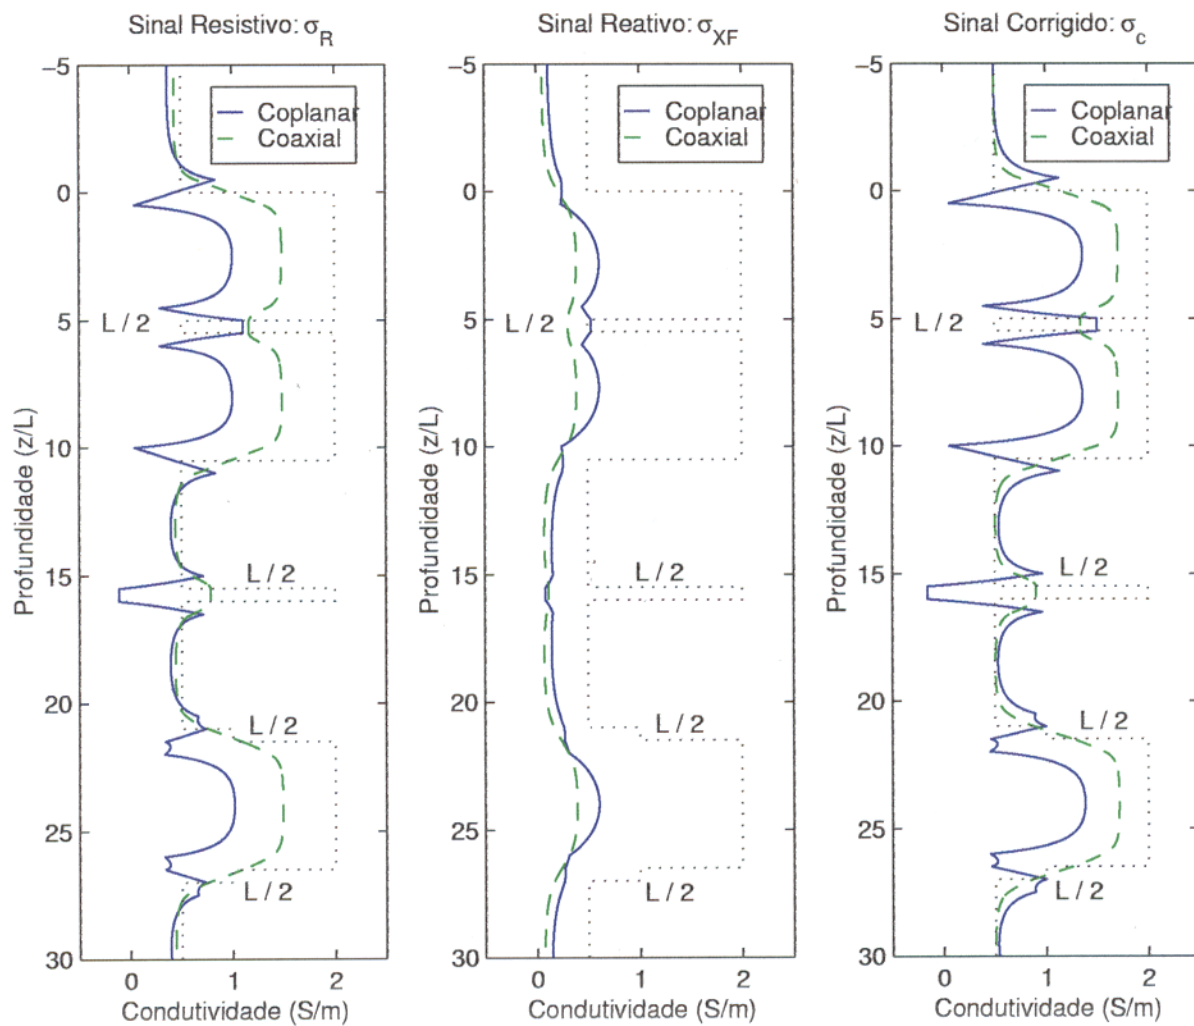 Sinal Resistivo: σR
-5
0
5
10
15
20
25
30
Profundidade (z/L)
Coplanar
Coaxial
L / 2
L / 2
L / 2
L / 2
0
1
2
Condutividade (S/m)
Sinal Reativo: σXF
-5
0
5
10
15
20
25
30
Profundidade (z/L)
Coplanar
Coaxial
L / 2
L / 2
L / 2
L / 2
0
1
2
Condutividade (S/m)
Sinal Corrigido: σc
-5
0
5
10
15
20
25
30
Profundidade (z/L)
Coplanar
Coaxial
L / 2
L / 2
L / 2
L / 2
0
1
2
Condutividade (S/m)